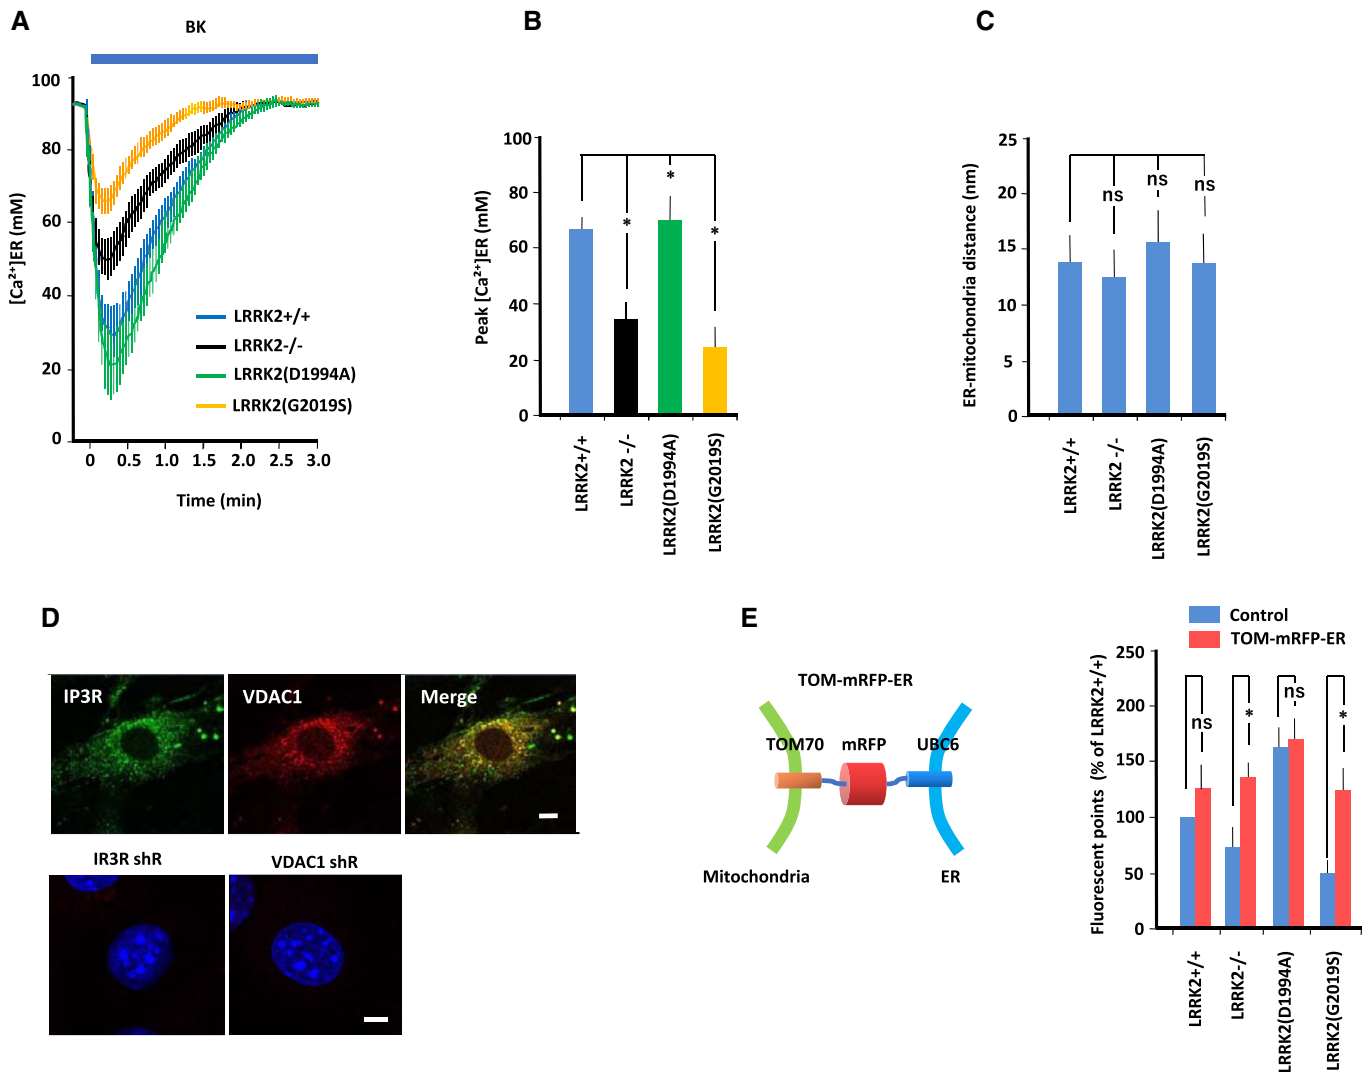 A
BK
100
80
60
40
20
0
[Ca²⁺]ER (mM)
0 0.5 1.0 1.5 2.0 2.5 3.0
Time (min)
LRRK2+/+
LRRK2-/-
LRRK2(D1994A)
LRRK2(G2019S)
B
100
80
60
40
20
0
Peak [Ca²⁺]ER (mM)
* * *
LRRK2+/+
LRRK2 -/-
LRRK2(D1994A)
LRRK2(G2019S)
C
25
20
15
10
5
0
ER-mitochondria distance (nm)
ns ns ns
LRRK2+/+
LRRK2 -/-
LRRK2(D1994A)
LRRK2(G2019S)
D
IP3R
VDAC1
Merge
IR3R shR
VDAC1 shR
E
TOM-mRFP-ER
TOM70 mRFP UBC6
Mitochondria
ER
Control
TOM-mRFP-ER
250
200
150
100
50
0
Fluorescent points (% of LRRK2+/+)
ns * ns *
LRRK2+/+
LRRK2-/-
LRRK2(D1994A)
LRRK2(G2019S)